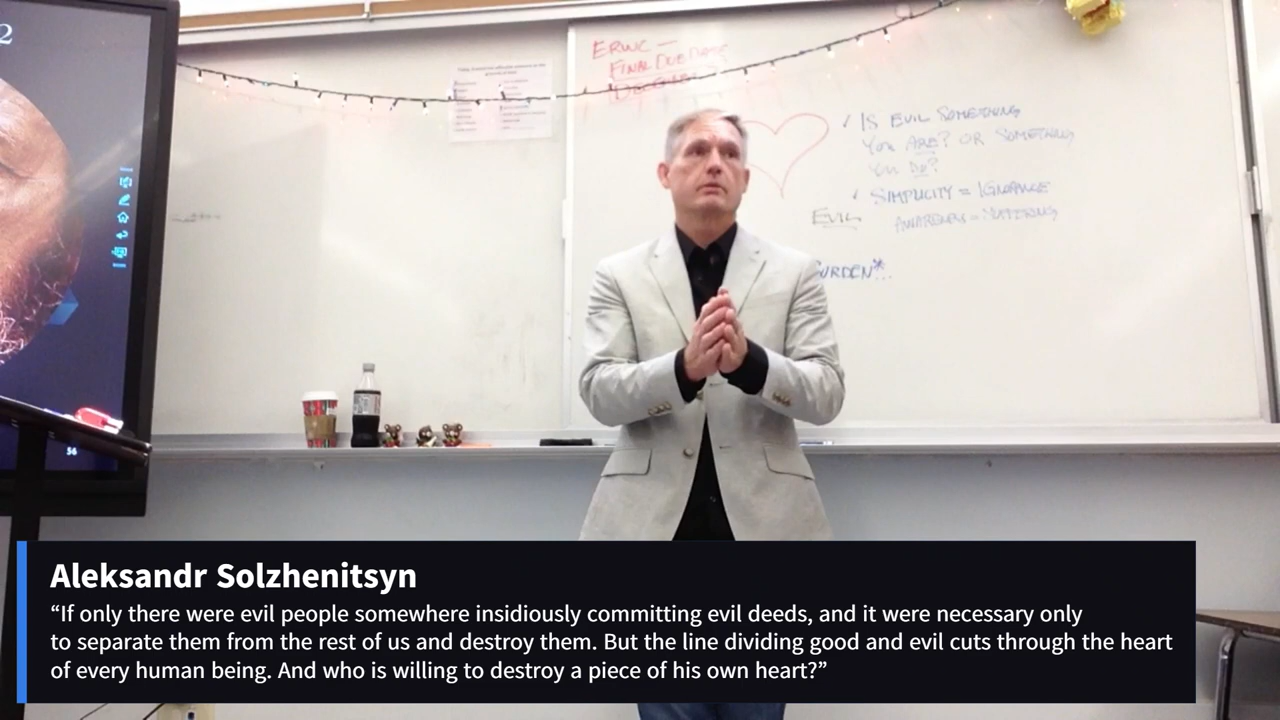 2
ERWC —
FINAL DUE DATE
✓ IS EVIL SOMETHING
YOU ARE? OR SOMETHING
YOU DO?
✓ SIMPLICITY = IGNORANCE
EVIL
AWARENESS = SUFFERING
BURDEN*..
56
Aleksandr Solzhenitsyn
“If only there were evil people somewhere insidiously committing evil deeds, and it were necessary only
to separate them from the rest of us and destroy them. But the line dividing good and evil cuts through the heart
of every human being. And who is willing to destroy a piece of his own heart?”